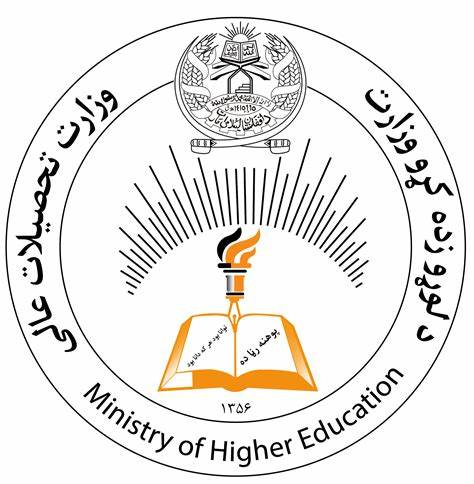 د لوړو زده کړو وزارت
وزارت تحصیلات عالی
پوهنه رڼا ده
توانا بود هر که دانا بود
۱۳۵۶
Ministry of Higher Education